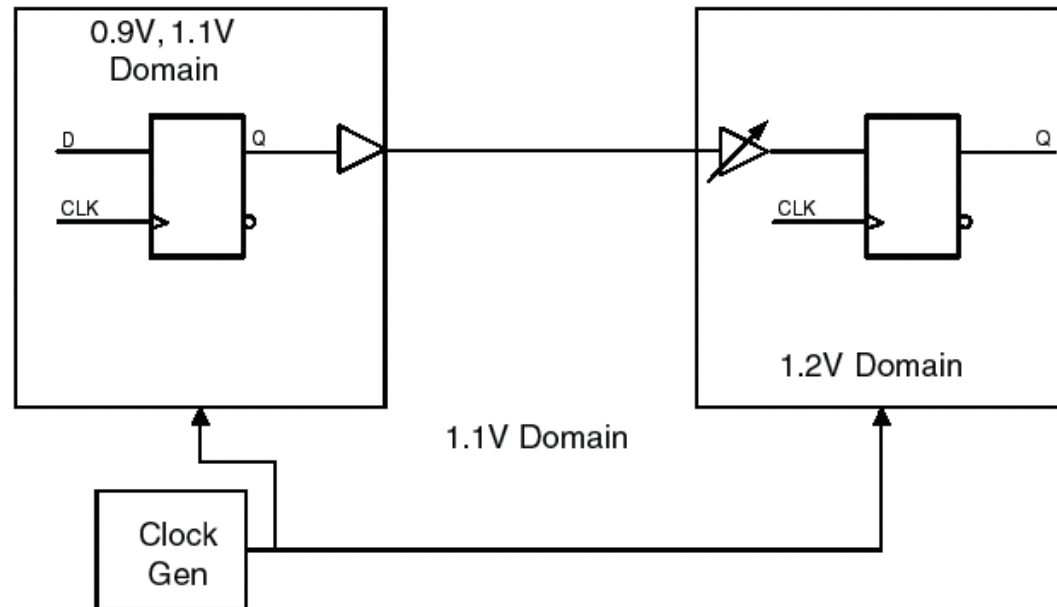 0.9V, 1.1V
Domain
D
Q
CLK
Q
CLK
1.2V Domain
1.1V Domain
Clock
Gen